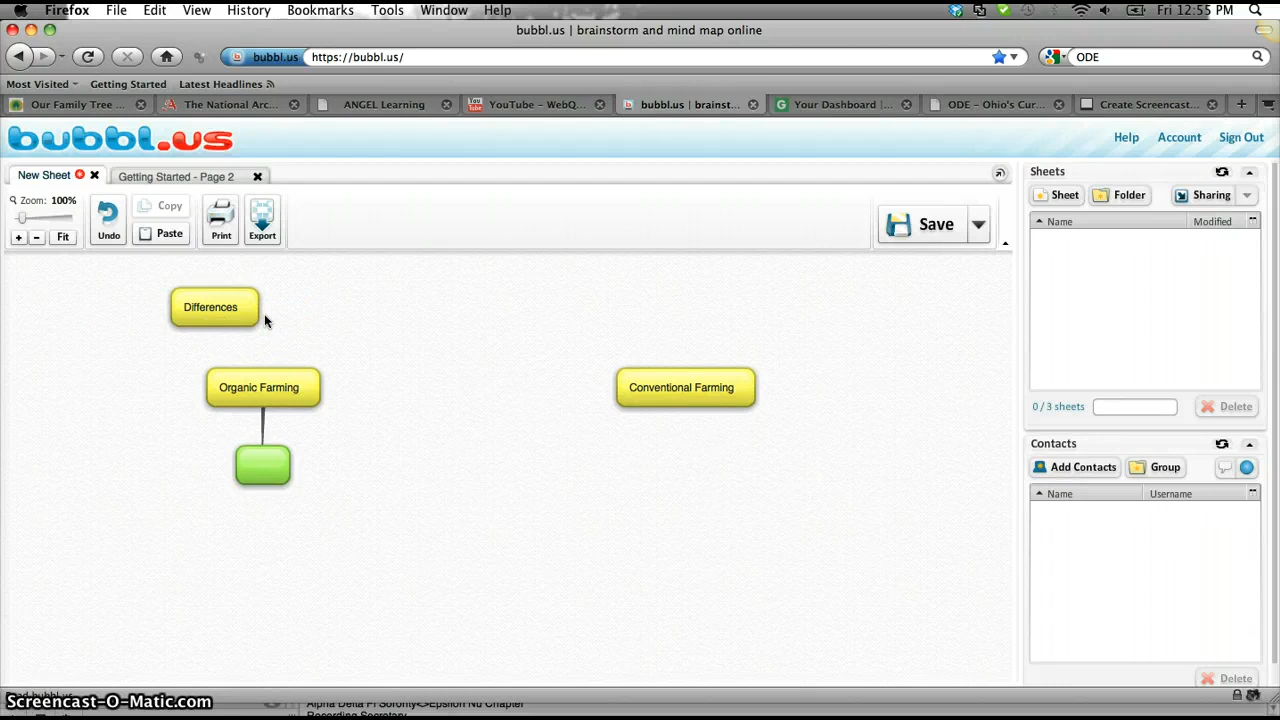 Firefox File Edit View History Bookmarks Tools Window Help Fri 12:55 PM
bubbl.us | brainstorm and mind map online
bubbl.us https://bubbl.us/ ODE
Most Visited Getting Started Latest Headlines
Our Family Tree ... The National Arc... ANGEL Learning YouTube - WebQ... bubbl.us | brainst... Your Dashboard |... ODE - Ohio's Cur... Create Screencast...
bubbl.us Help Account Sign Out
New Sheet Getting Started - Page 2 Sheets
Zoom: 100% Copy Sheet Folder Sharing
Undo Paste Print Export Save
+ - Fit Name Modified
Differences
Organic Farming Conventional Farming
0 / 3 sheets Delete
Contacts
Add Contacts Group
Name Username
Delete
Screencast-O-Matic.com
Alpha Delta Pi Sorority<>Epsilon Nu Chapter
Recording Secretary